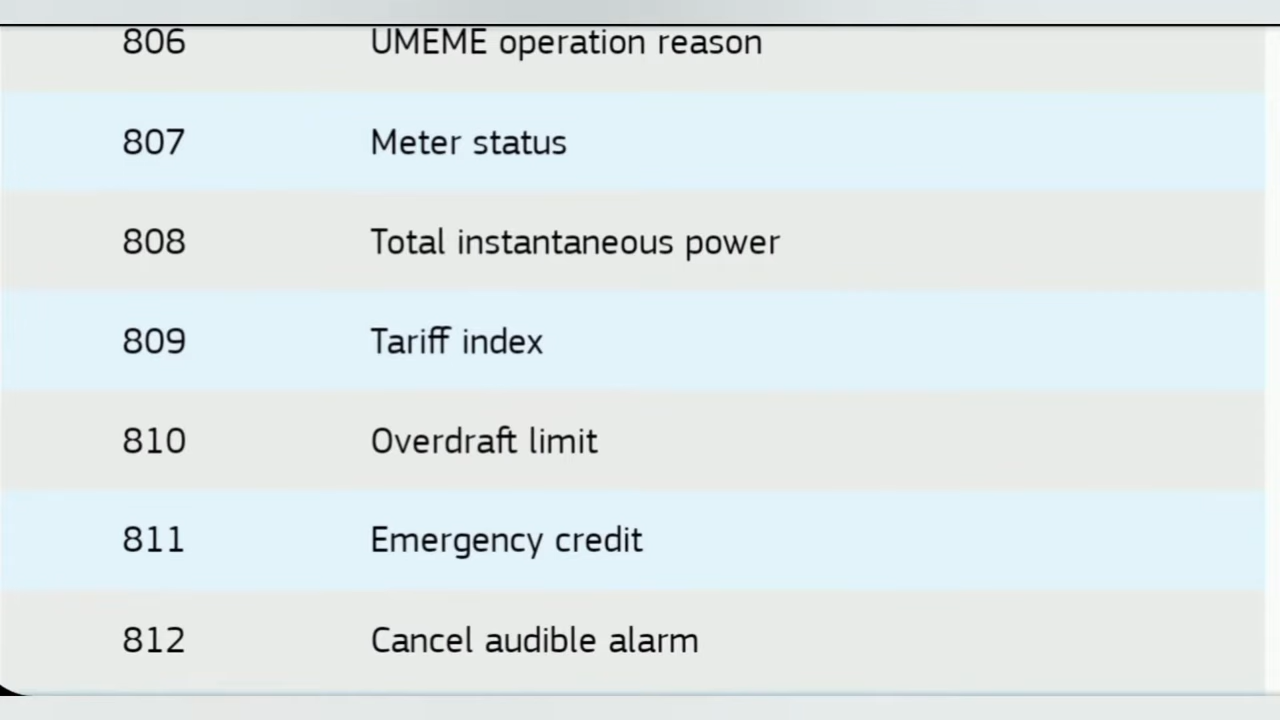 806 UMEME operation reason
807 Meter status
808 Total instantaneous power
809 Tariff index
810 Overdraft limit
811 Emergency credit
812 Cancel audible alarm